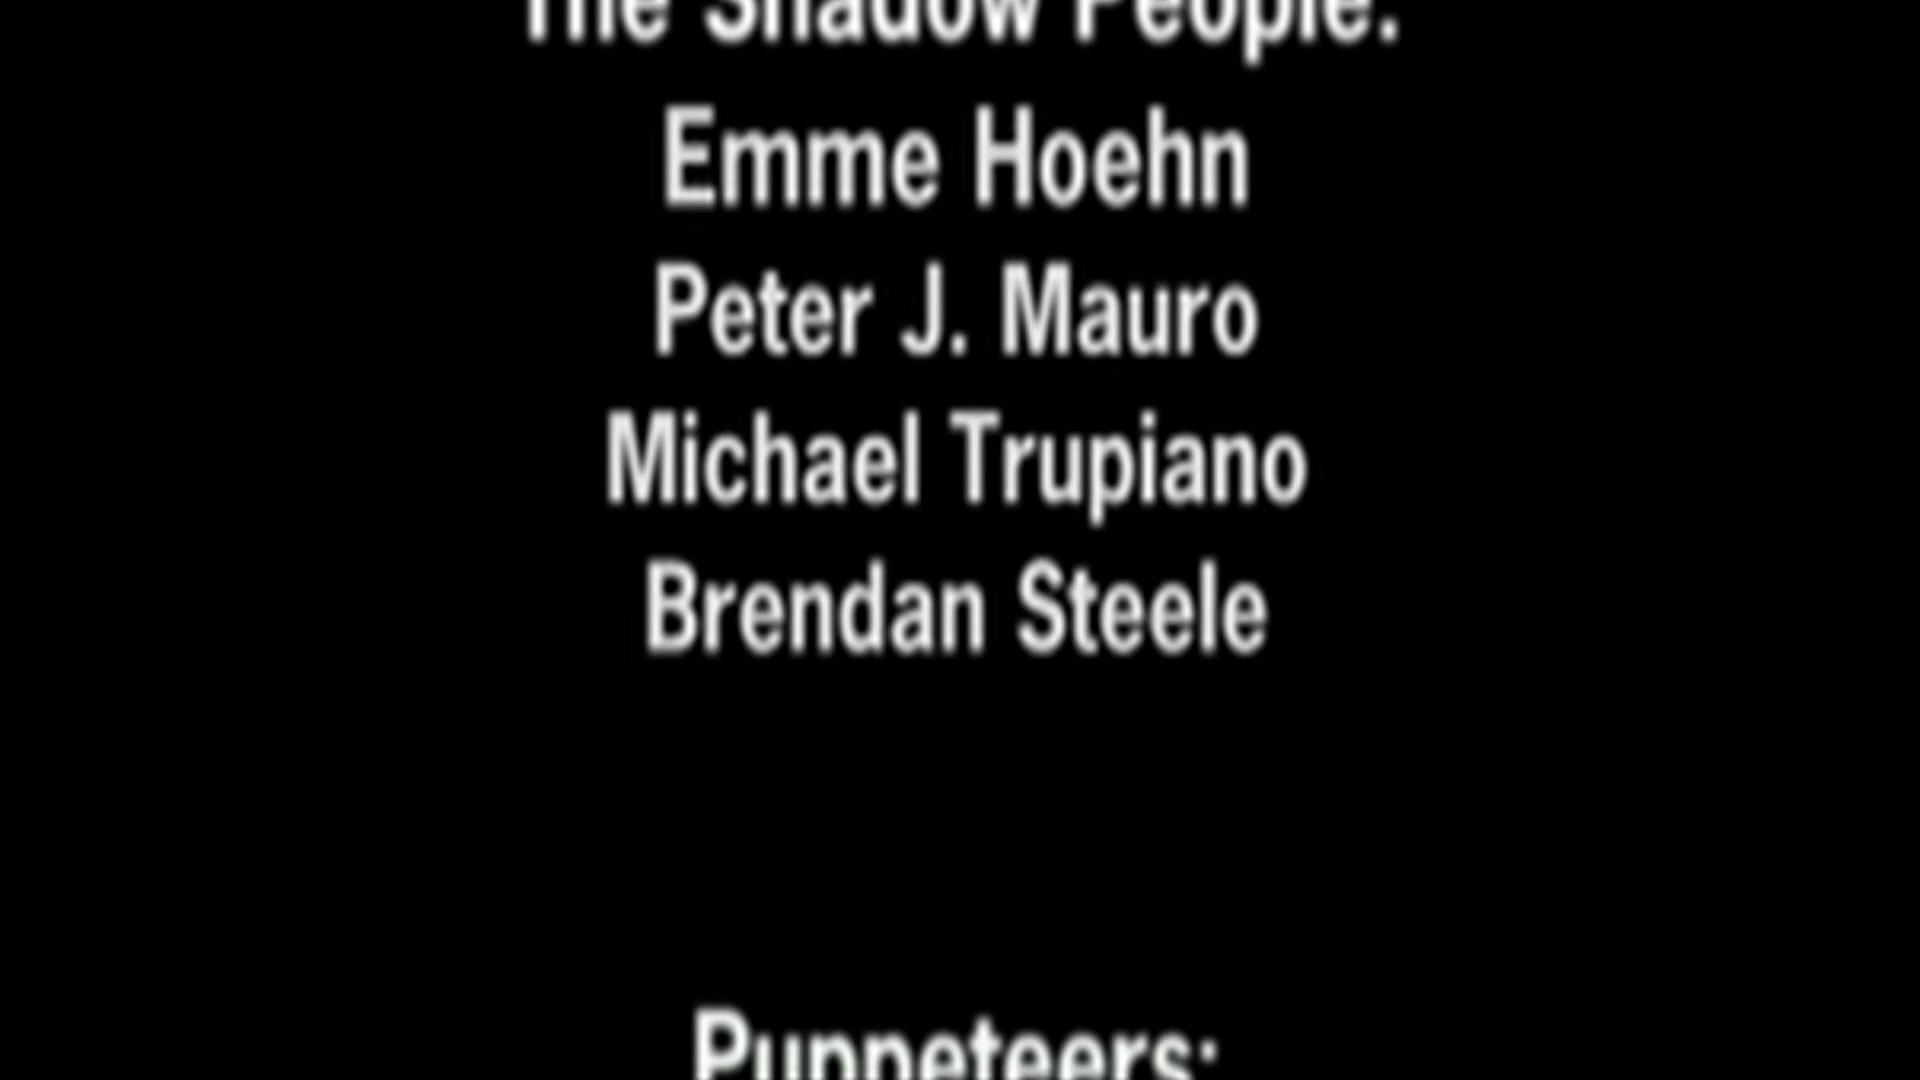 The Shadow People:
Emme Hoehn
Peter J. Mauro
Michael Trupiano
Brendan Steele
Puppeteers: